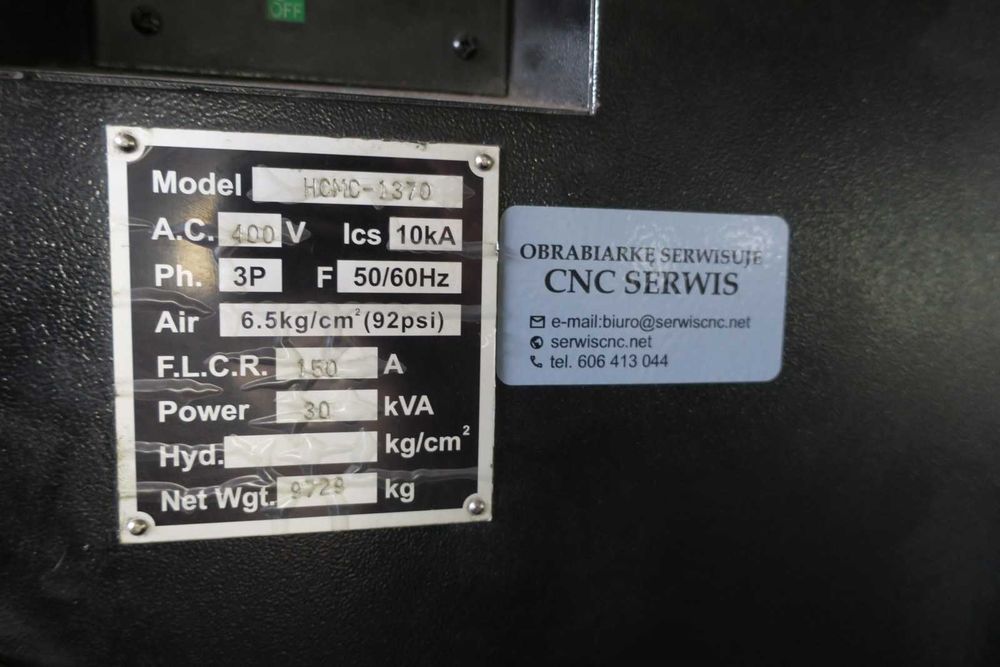 OFF
Model HCMC-1370
A.C. 400 V Ics 10kA
Ph. 3P F 50/60Hz
Air 6.5kg/cm² (92psi)
F.L.C.R. 150 A
Power 30 kVA
Hyd. kg/cm²
Net Wgt. 9728 kg
OBRABIARKĘ SERWISUJE
CNC SERWIS
e-mail:biuro@serwiscnc.net
serwiscnc.net
tel. 606 413 044